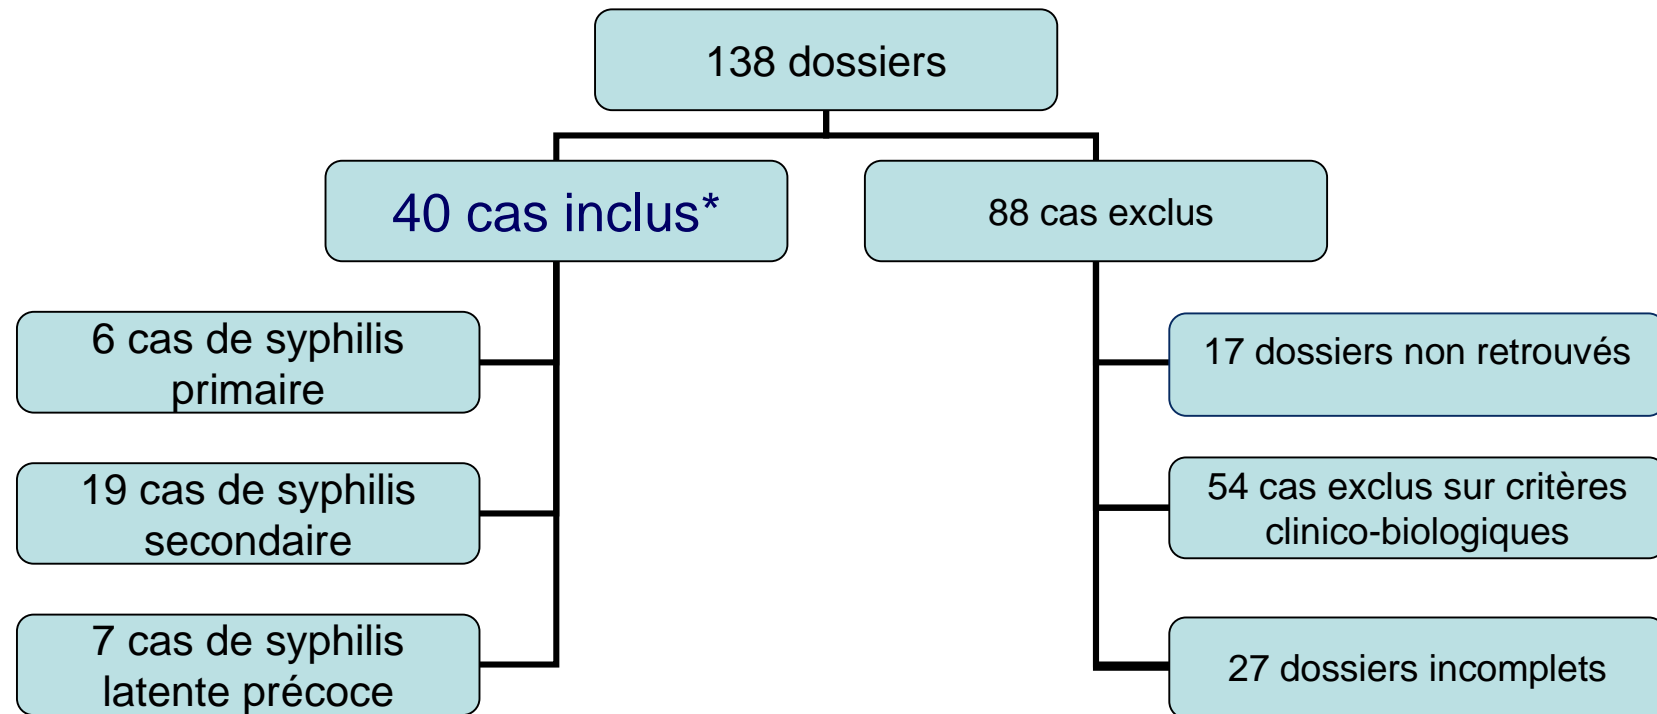 138 dossiers
40 cas inclus*
88 cas exclus
6 cas de syphilis
primaire
19 cas de syphilis
secondaire
7 cas de syphilis
latente précoce
17 dossiers non retrouvés
54 cas exclus sur critères
clinico-biologiques
27 dossiers incomplets